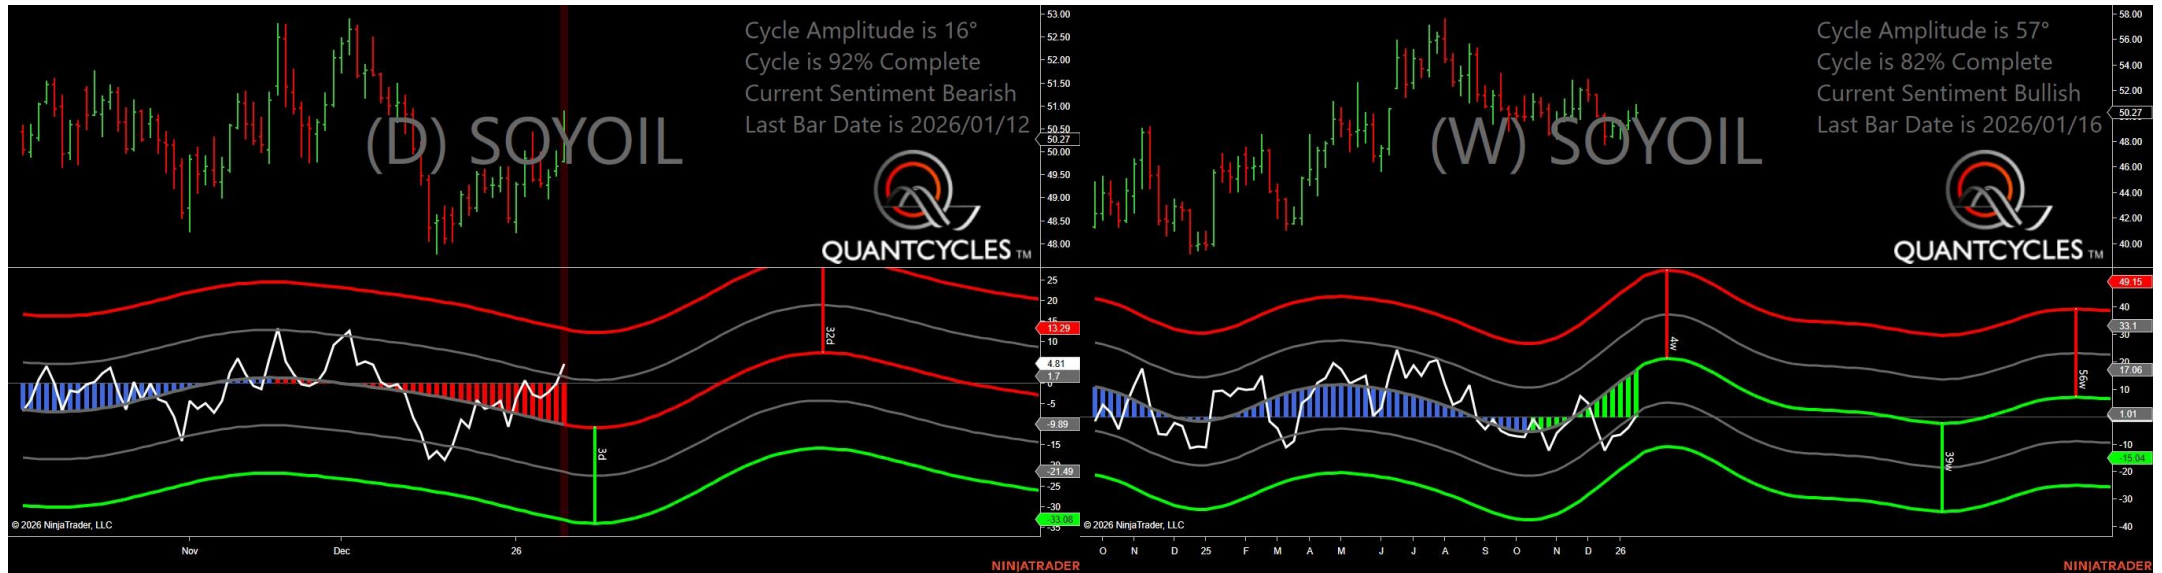 Cycle Amplitude is 16°
Cycle is 92% Complete
Current Sentiment Bearish
Last Bar Date is 2026/01/12
(D) SOYOIL
QUANTCYCLES TM
53.00
52.50
52.00
51.50
51.00
50.50
50.27
50.00
49.50
49.00
48.50
48.00
25
20
15
13.29
10
4.81
1.7
0
-5
-9.89
-15
-21.49
-25
-30
-33.08
-35
32d
3d
© 2026 NinjaTrader, LLC
Nov
Dec
26
NINJATRADER
Cycle Amplitude is 57°
Cycle is 82% Complete
Current Sentiment Bullish
Last Bar Date is 2026/01/16
(W) SOYOIL
QUANTCYCLES TM
58.00
56.00
54.00
52.00
50.27
48.00
46.00
44.00
42.00
40.00
49.15
40
33.1
30
20
17.06
10
1.01
-10
-15.04
-20
-30
-40
4w
56w
39w
© 2026 NinjaTrader, LLC
O N D 25 F M A M J J A S O N D 26
NINJATRADER